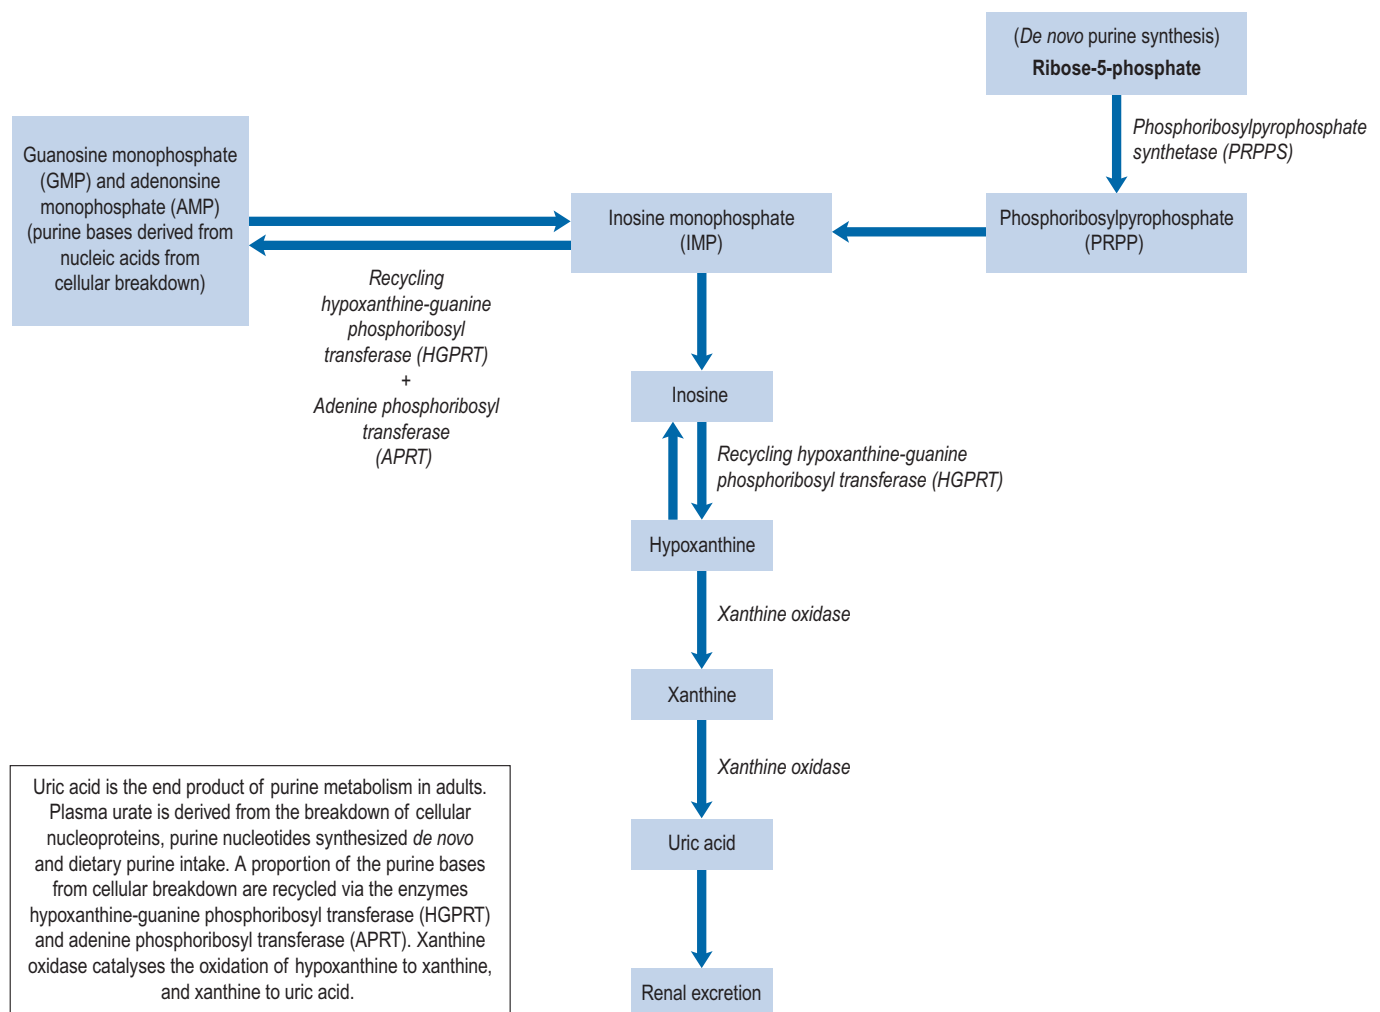 (De novo purine synthesis)
Ribose-5-phosphate
Phosphoribosylpyrophosphate
synthetase (PRPPS)
Guanosine monophosphate
(GMP) and adenonsine
monophosphate (AMP)
(purine bases derived from
nucleic acids from
cellular breakdown)
Inosine monophosphate
(IMP)
Phosphoribosylpyrophosphate
(PRPP)
Recycling
hypoxanthine-guanine
phosphoribosyl
transferase (HGPRT)
+
Adenine phosphoribosyl
transferase
(APRT)
Inosine
Recycling hypoxanthine-guanine
phosphoribosyl transferase (HGPRT)
Hypoxanthine
Xanthine oxidase
Xanthine
Xanthine oxidase
Uric acid
Renal excretion
Uric acid is the end product of purine metabolism in adults.
Plasma urate is derived from the breakdown of cellular
nucleoproteins, purine nucleotides synthesized de novo
and dietary purine intake. A proportion of the purine bases
from cellular breakdown are recycled via the enzymes
hypoxanthine-guanine phosphoribosyl transferase (HGPRT)
and adenine phosphoribosyl transferase (APRT). Xanthine
oxidase catalyses the oxidation of hypoxanthine to xanthine,
and xanthine to uric acid.